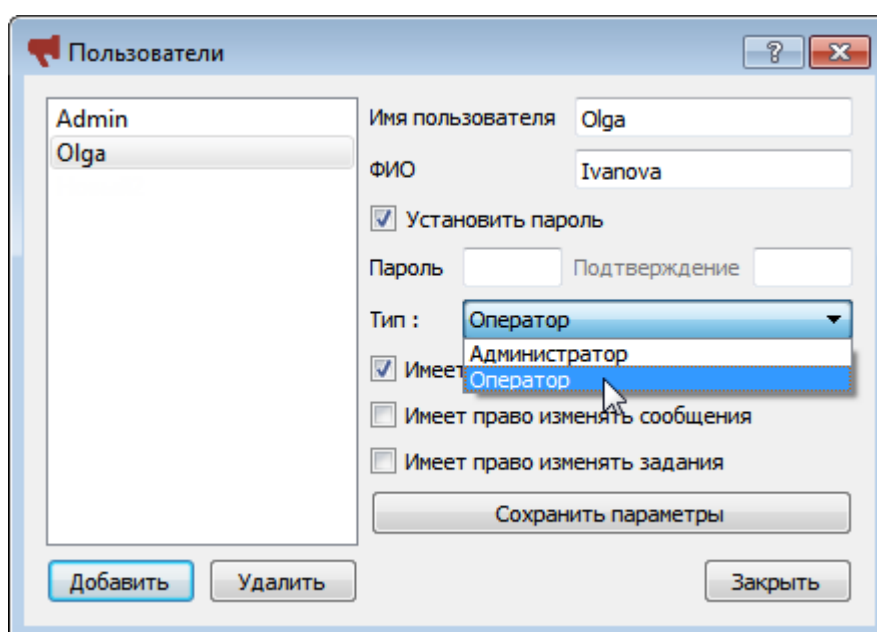 Пользователи
Admin
Olga
Имя пользователя Olga
ФИО Ivanova
Установить пароль
Пароль Подтверждение
Тип : Оператор
Администратор
Имеет
Оператор
Имеет право изменять сообщения
Имеет право изменять задания
Сохранить параметры
Добавить Удалить Закрыть